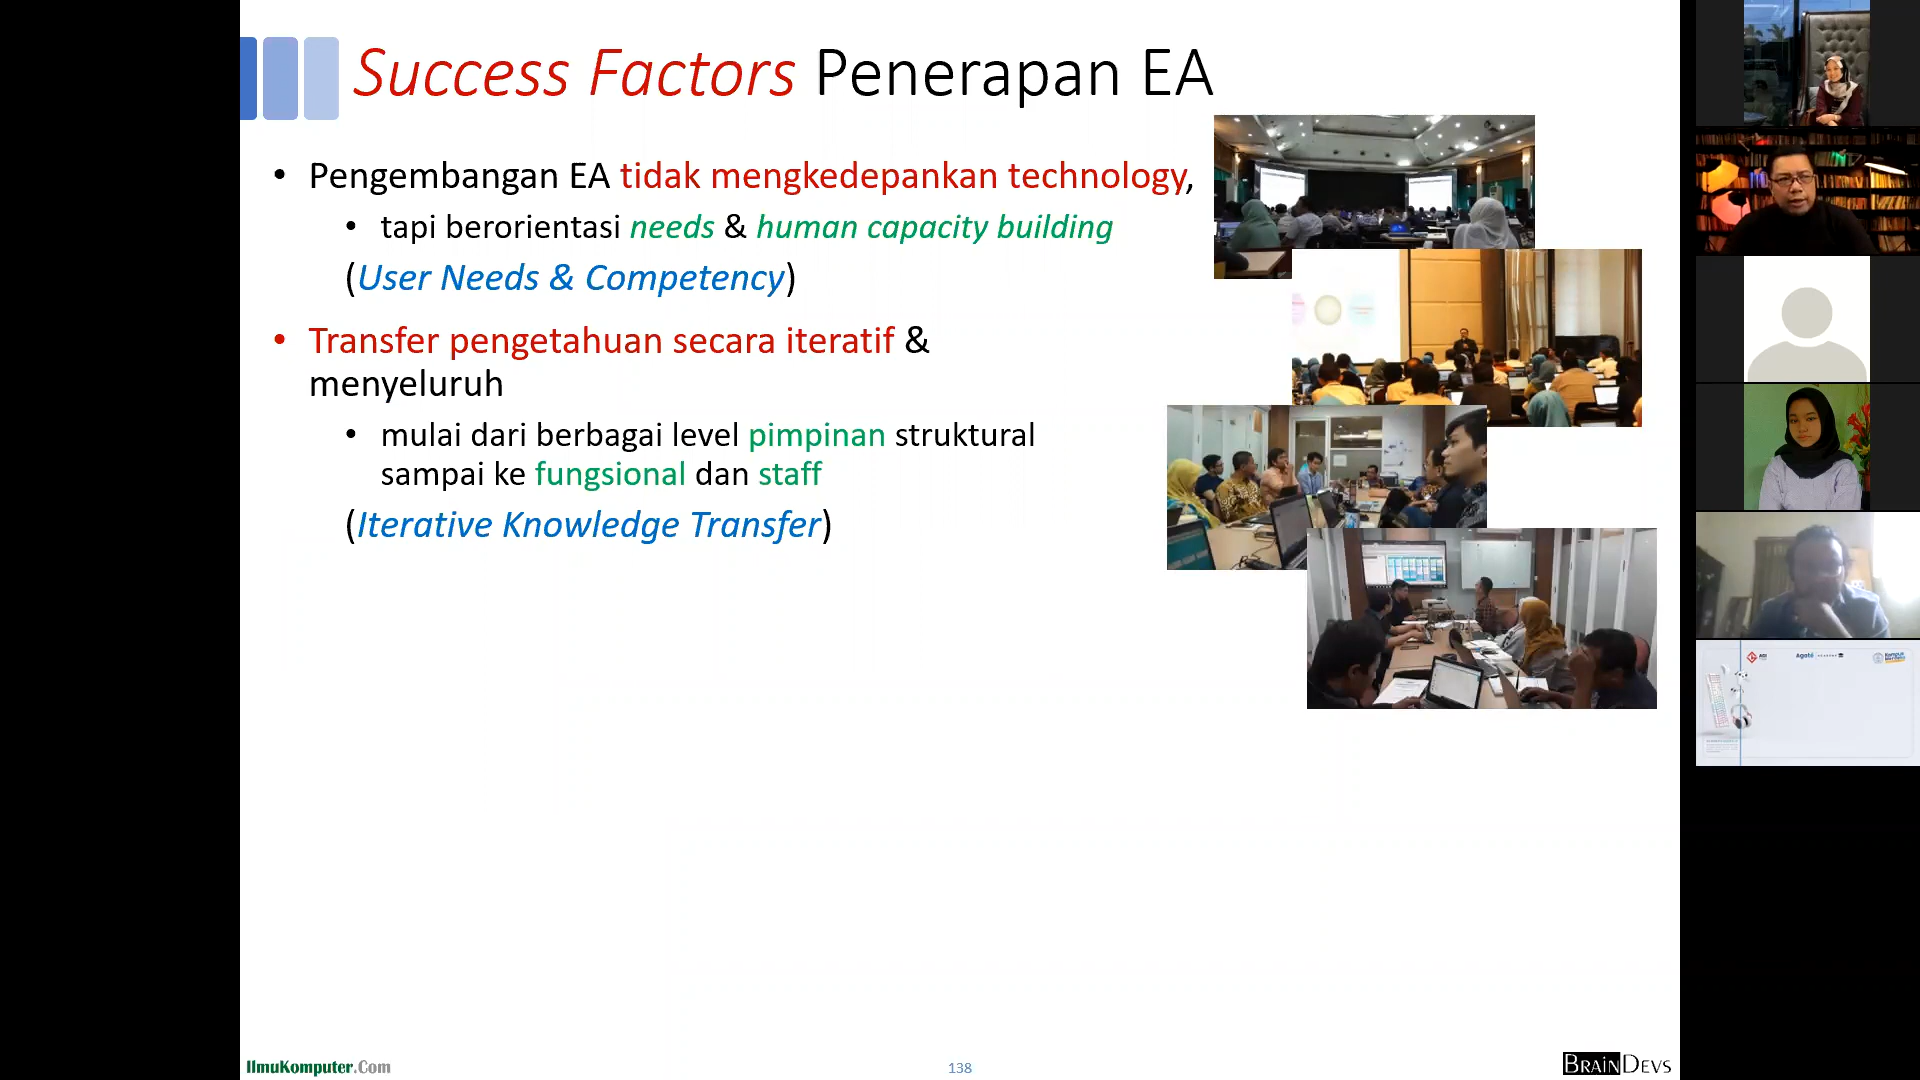 Success Factors Penerapan EA
• Pengembangan EA tidak mengkedepankan technology,
• tapi berorientasi needs & human capacity building
(User Needs & Competency)
• Transfer pengetahuan secara iteratif &
menyeluruh
• mulai dari berbagai level pimpinan struktural
sampai ke fungsional dan staff
(Iterative Knowledge Transfer)
IlmuKomputer.Com
138
BRAINDEVS
AGI
Agate